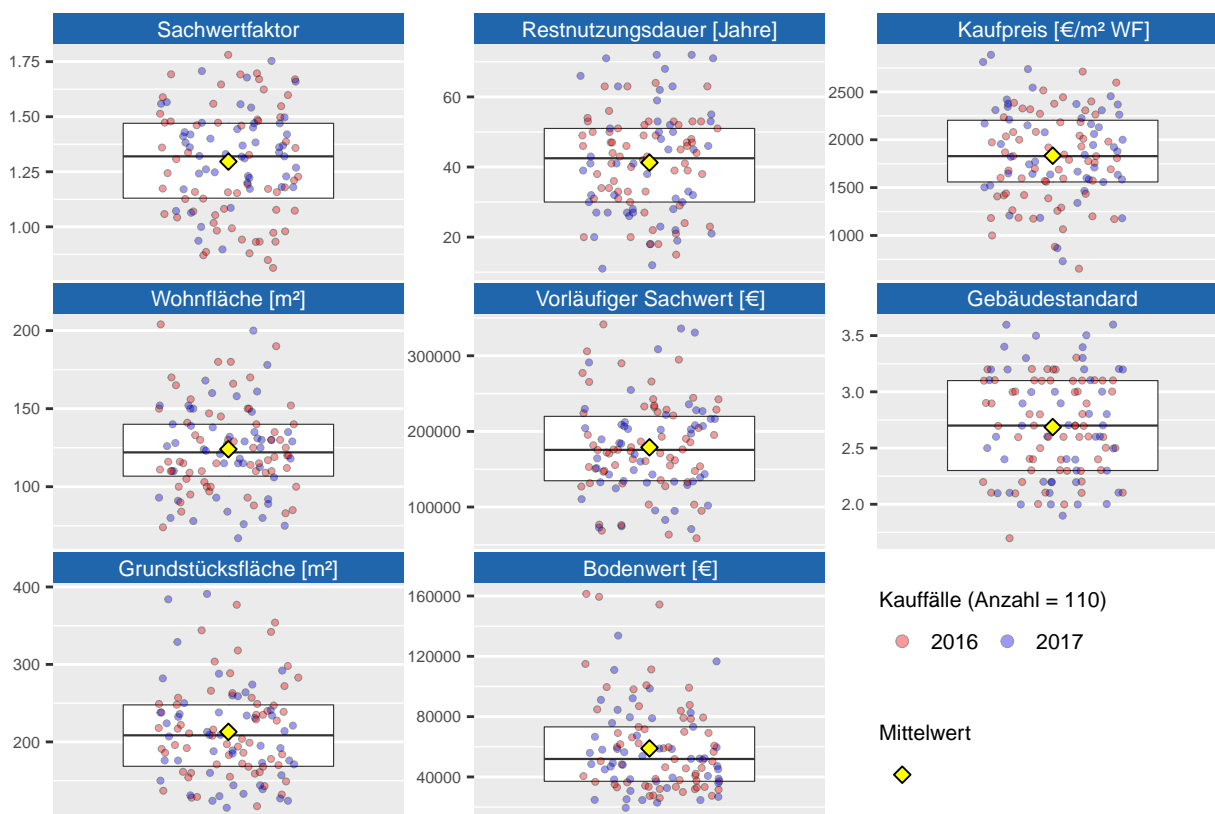 Sachwertfaktor
1.75
1.50
1.25
1.00
Restnutzungsdauer [Jahre]
60
40
20
Kaufpreis [€/m² WF]
2500
2000
1500
1000
Wohnfläche [m²]
200
150
100
Vorläufiger Sachwert [€]
300000
200000
100000
Gebäudestandard
3.5
3.0
2.5
2.0
Grundstücksfläche [m²]
400
300
200
Bodenwert [€]
160000
120000
80000
40000
Kauffälle (Anzahl = 110)
2016 2017
Mittelwert